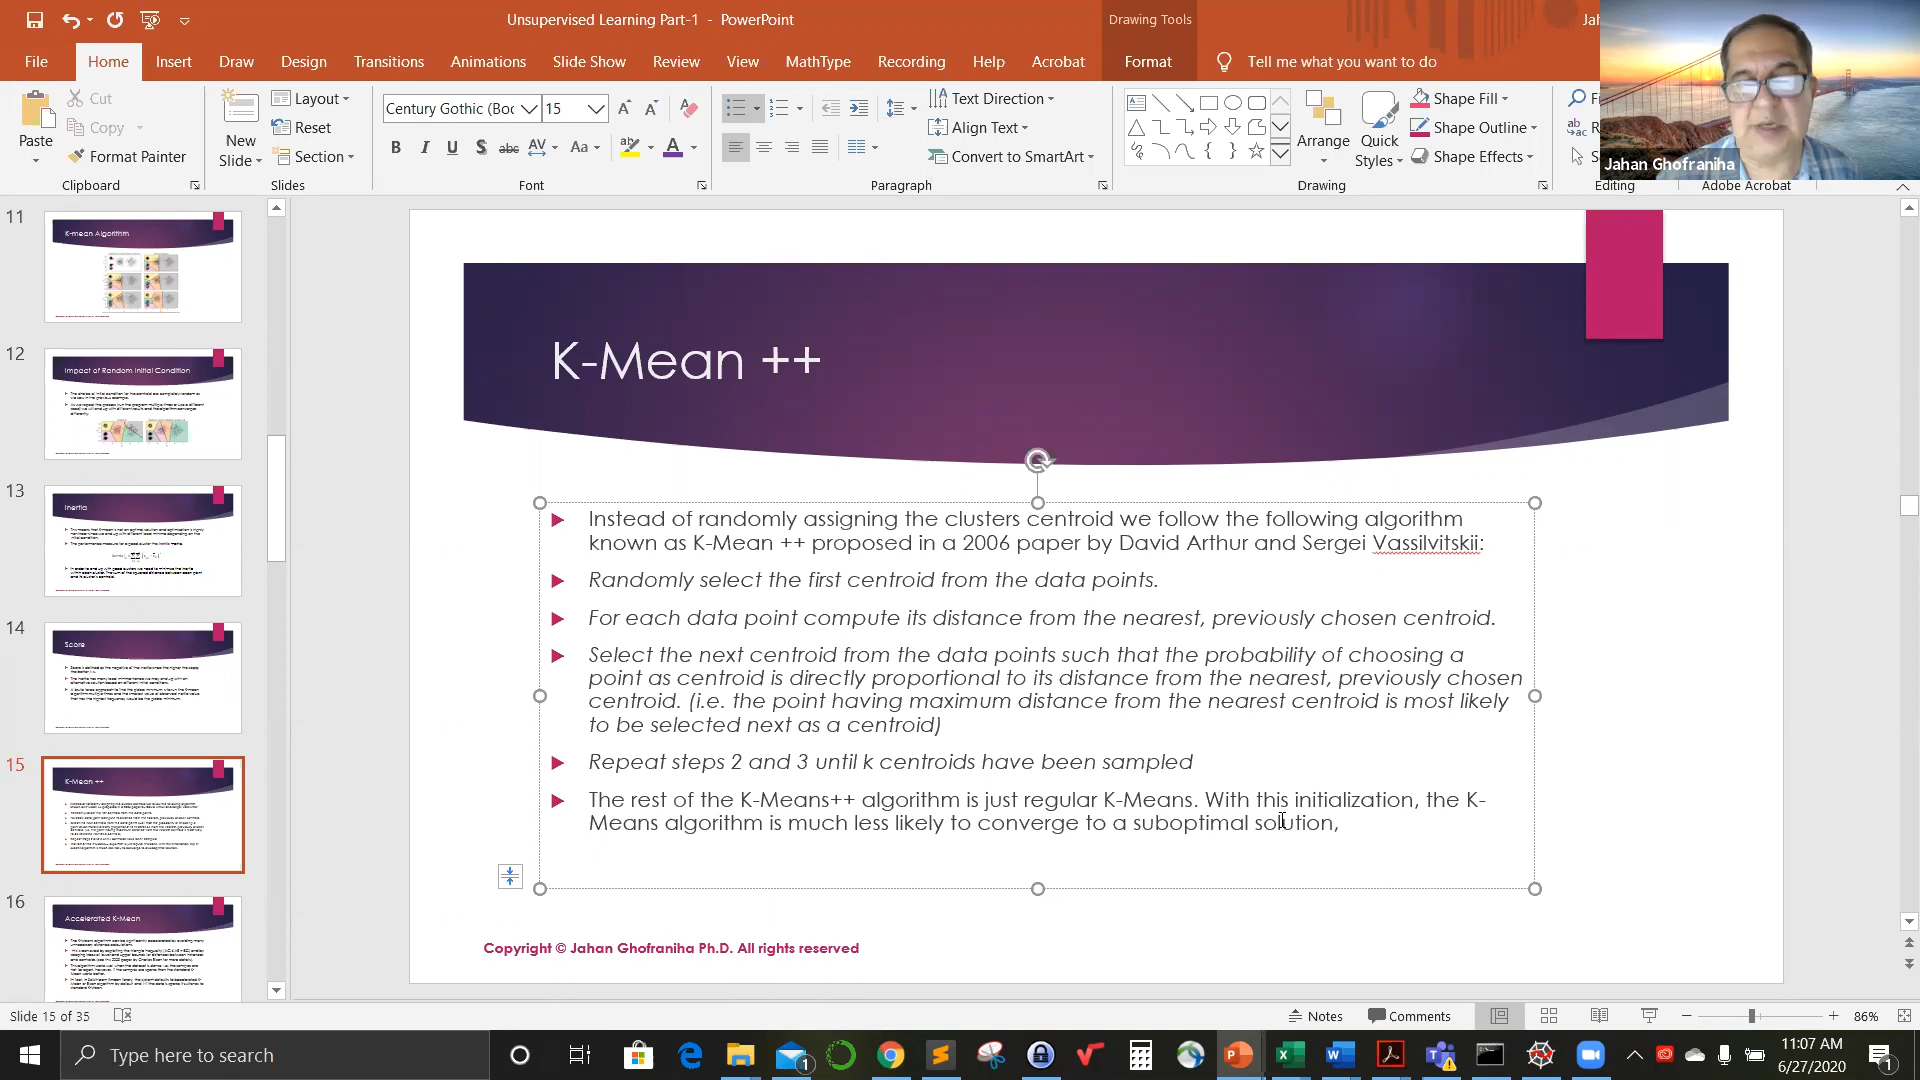 Unsupervised Learning Part-1 - PowerPoint
Drawing Tools
Jah
File Home Insert Draw Design Transitions Animations Slide Show Review View MathType Recording Help Acrobat Format Tell me what you want to do
Paste
Cut
Copy
Format Painter
Clipboard
New
Slide
Layout
Reset
Section
Slides
Century Gothic (Boc 15
B I U S abc AV Aa A
Font
Text Direction
Align Text
Convert to SmartArt
Paragraph
Arrange
Quick
Styles
Shape Fill
Shape Outline
Shape Effects
Drawing
Editing
Adobe Acrobat
Jahan Ghofraniha
11
K-mean Algorithm
12
Impact of Random Initial Condition
13
Inertia
14
Score
15
K-Mean ++
16
Accelerated K-Mean
K-Mean ++
Instead of randomly assigning the clusters centroid we follow the following algorithm
known as K-Mean ++ proposed in a 2006 paper by David Arthur and Sergei Vassilvitskii:
Randomly select the first centroid from the data points.
For each data point compute its distance from the nearest, previously chosen centroid.
Select the next centroid from the data points such that the probability of choosing a
point as centroid is directly proportional to its distance from the nearest, previously chosen
centroid. (i.e. the point having maximum distance from the nearest centroid is most likely
to be selected next as a centroid)
Repeat steps 2 and 3 until k centroids have been sampled
The rest of the K-Means++ algorithm is just regular K-Means. With this initialization, the K-
Means algorithm is much less likely to converge to a suboptimal solution,
Copyright © Jahan Ghofraniha Ph.D. All rights reserved
Slide 15 of 35
Notes
Comments
86%
Type here to search
11:07 AM
6/27/2020